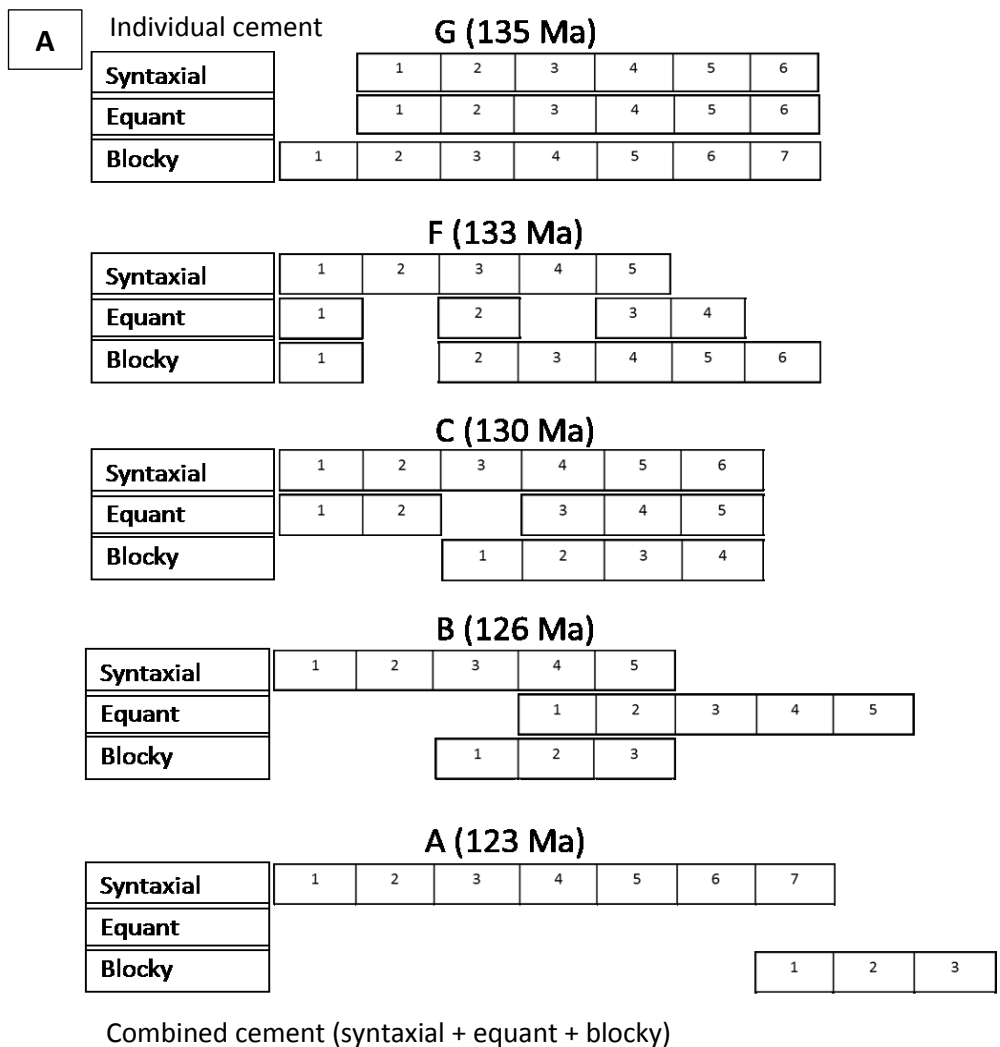 A
Individual cement
G (135 Ma)
Syntaxial 1 2 3 4 5 6
Equant 1 2 3 4 5 6
Blocky 1 2 3 4 5 6 7
F (133 Ma)
Syntaxial 1 2 3 4 5
Equant 1 2 3 4
Blocky 1 2 3 4 5 6
C (130 Ma)
Syntaxial 1 2 3 4 5 6
Equant 1 2 3 4 5
Blocky 1 2 3 4
B (126 Ma)
Syntaxial 1 2 3 4 5
Equant 1 2 3 4 5
Blocky 1 2 3
A (123 Ma)
Syntaxial 1 2 3 4 5 6 7
Equant
Blocky 1 2 3
Combined cement (syntaxial + equant + blocky)